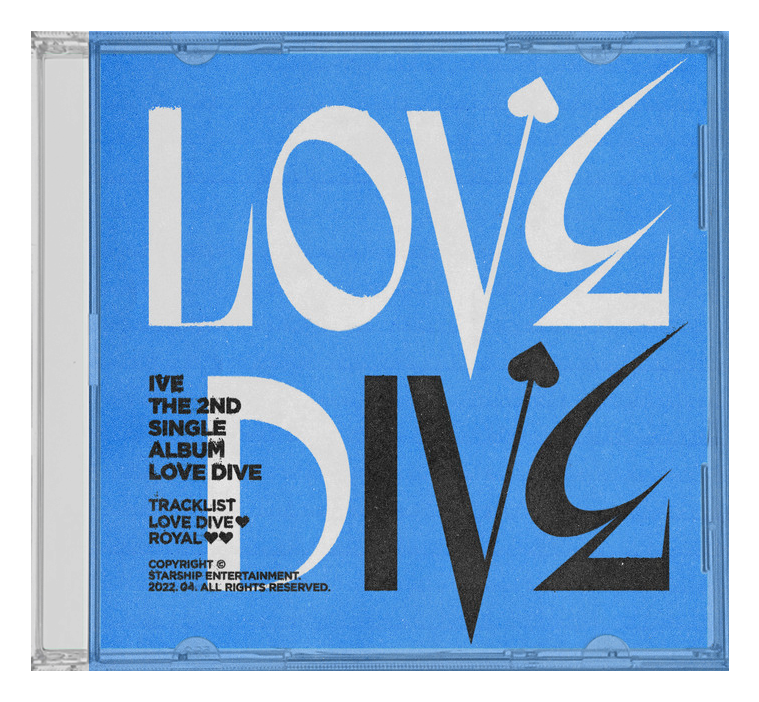 LOVE
DIVE
IVE
THE 2ND
SINGLE
ALBUM
LOVE DIVE
TRACKLIST
LOVE DIVE♥
ROYAL♥♥
COPYRIGHT ©
STARSHIP ENTERTAINMENT.
2022. 04. ALL RIGHTS RESERVED.